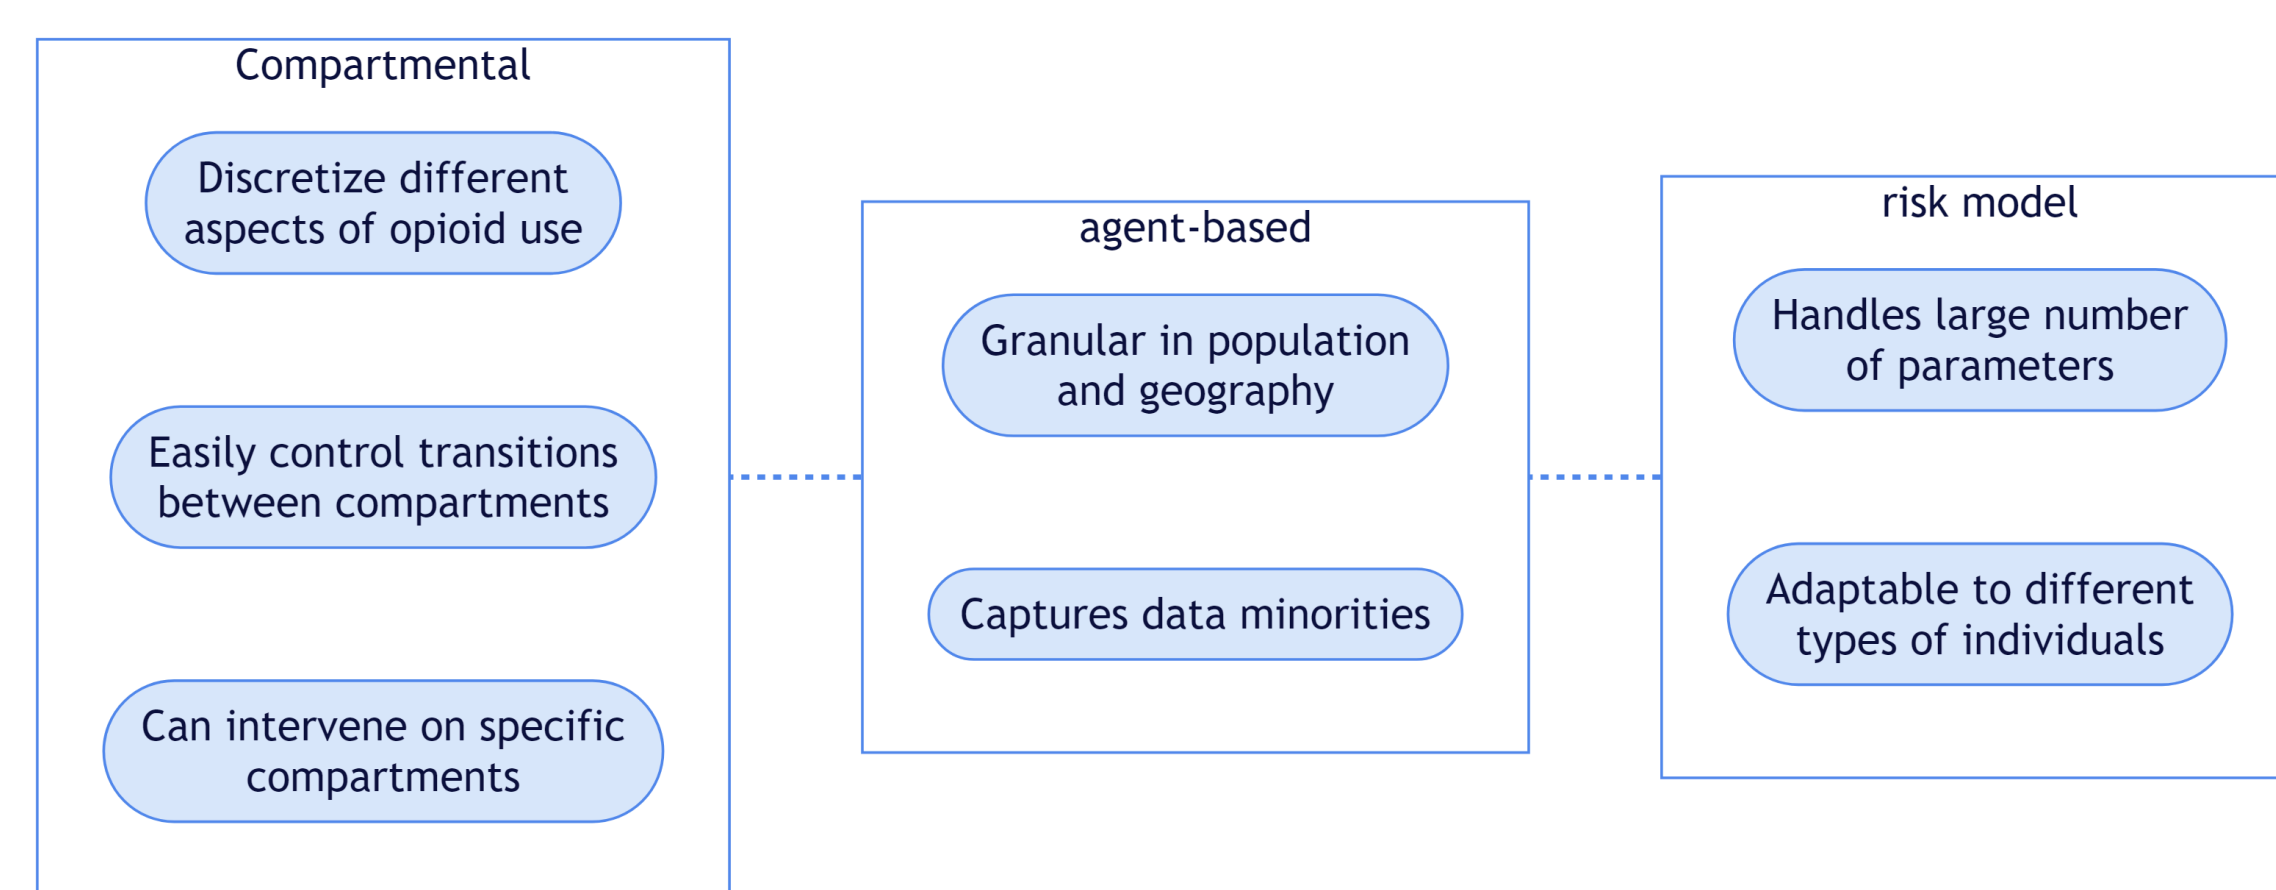 Compartmental
Discretize different
aspects of opioid use
Easily control transitions
between compartments
Can intervene on specific
compartments
agent-based
Granular in population
and geography
Captures data minorities
risk model
Handles large number
of parameters
Adaptable to different
types of individuals